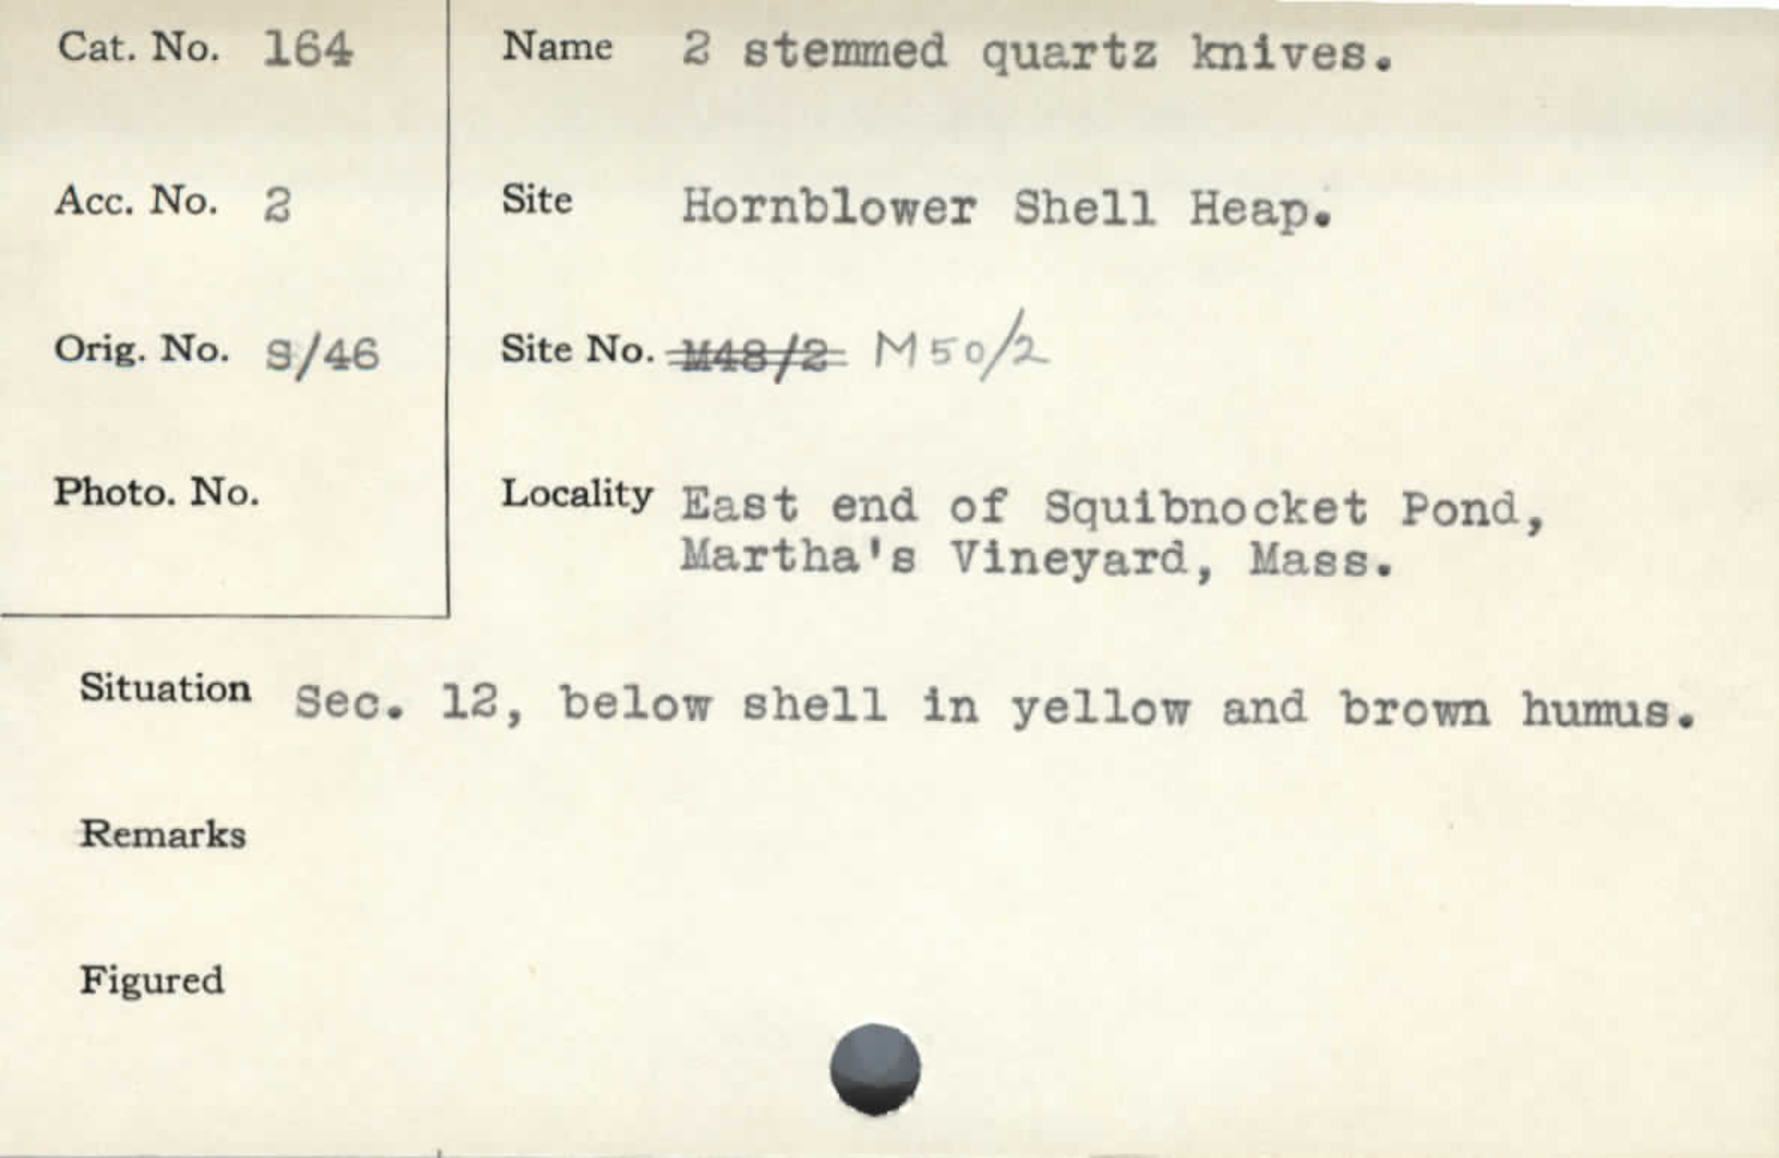 Cat. No. 164
Name 2 stemmed quartz knives.
Acc. No. 2
Site Hornblower Shell Heap.
Orig. No. S/46
Site No. M48/2 M50/2
Photo. No.
Locality East end of Squibnocket Pond,
Martha's Vineyard, Mass.
Situation Sec. 12, below shell in yellow and brown humus.
Remarks
Figured